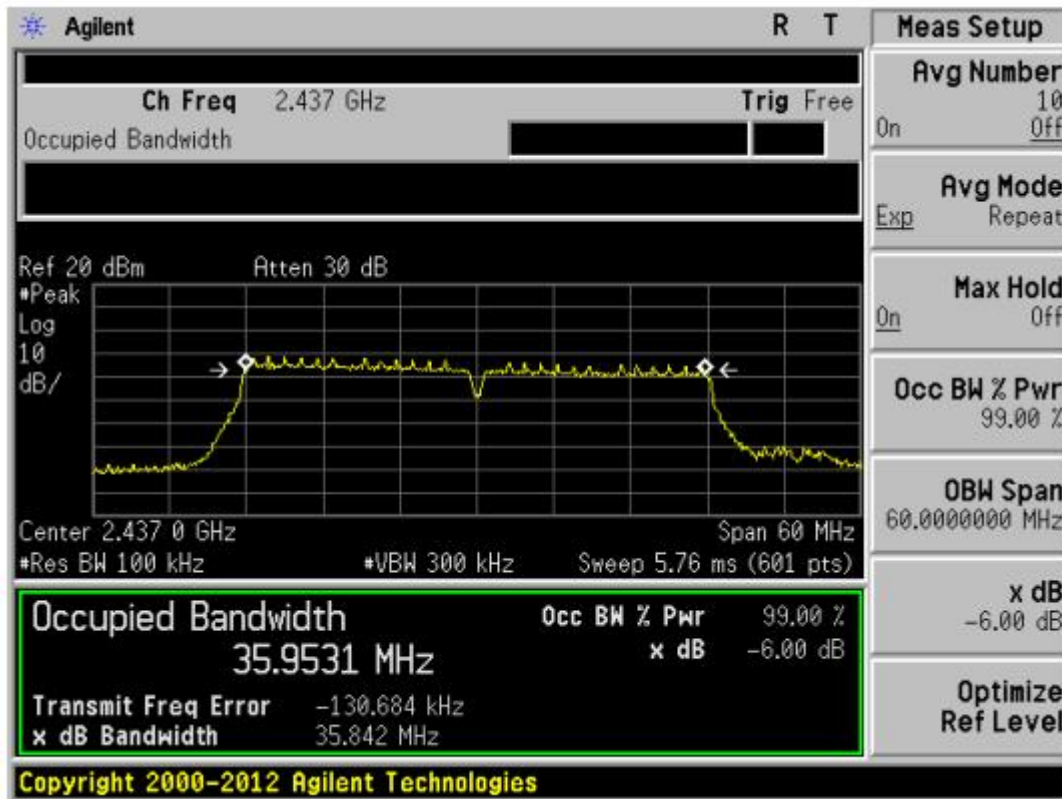 Agilent R T
Ch Freq 2.437 GHz Trig Free
Occupied Bandwidth
Ref 20 dBm Atten 30 dB
#Peak
Log
10
dB/
Center 2.437 0 GHz Span 60 MHz
#Res BW 100 kHz #VBW 300 kHz Sweep 5.76 ms (601 pts)
Occupied Bandwidth Occ BW % Pwr 99.00 %
35.9531 MHz x dB -6.00 dB
Transmit Freq Error -130.684 kHz
x dB Bandwidth 35.842 MHz
Copyright 2000-2012 Agilent Technologies
Meas Setup
Avg Number
10
On Off
Avg Mode
Exp Repeat
Max Hold
On Off
Occ BW % Pwr
99.00 %
OBW Span
60.0000000 MHz
x dB
-6.00 dB
Optimize
Ref Level